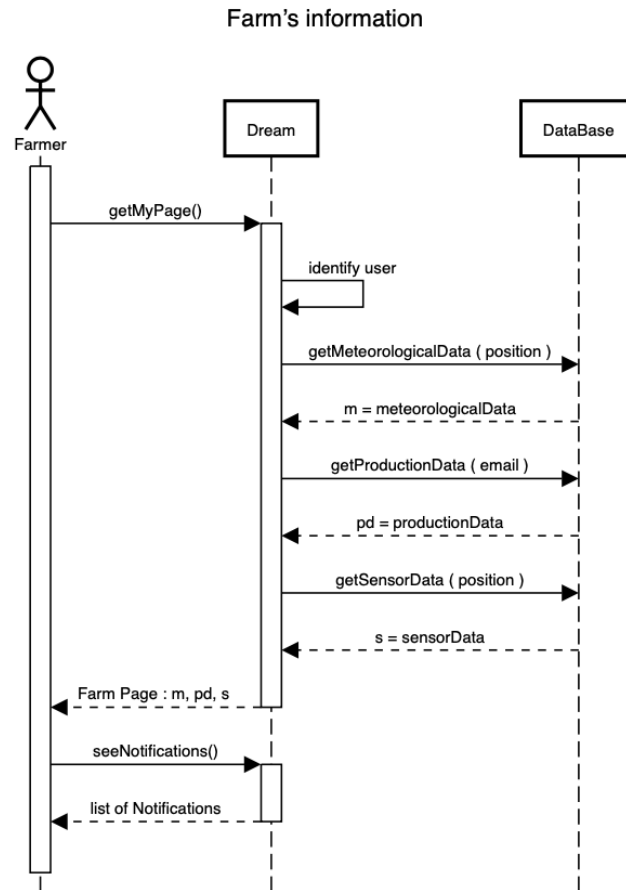 Farm's information
Farmer
Dream
DataBase
getMyPage()
identify user
getMeteorologicalData ( position )
m = meteorologicalData
getProductionData ( email )
pd = productionData
getSensorData ( position )
s = sensorData
Farm Page : m, pd, s
seeNotifications()
list of Notifications